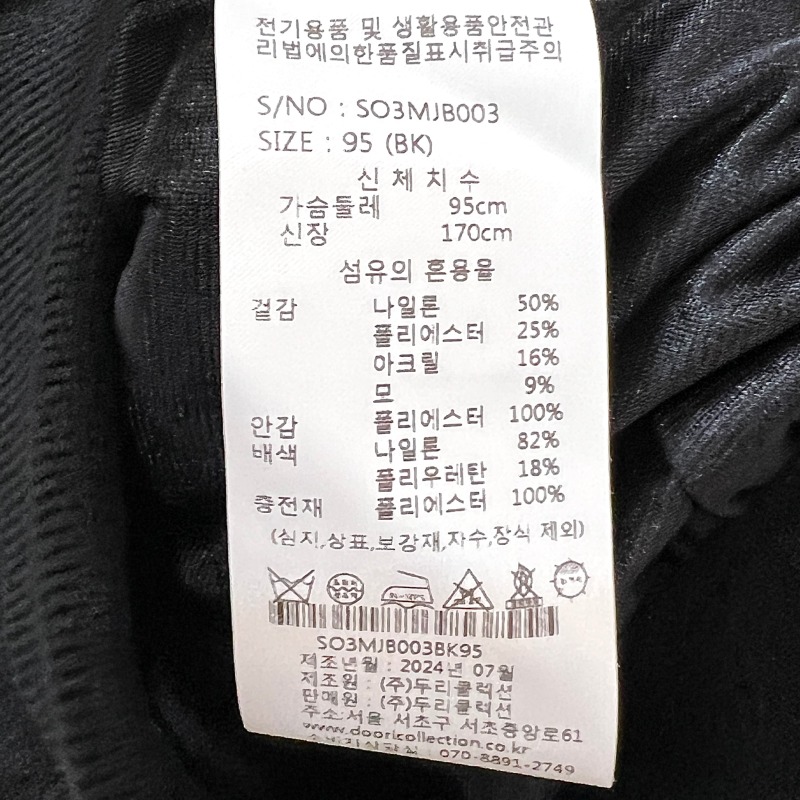 전기용품 및 생활용품안전관
리법에의한품질표시취급주의
S/NO : SO3MJB003
SIZE : 95 (BK)
신 체 치 수
가슴둘레 95cm
신장 170cm
섬유의 혼용율
겉감 나일론 50%
폴리에스터 25%
아크릴 16%
모 9%
안감 폴리에스터 100%
배색 나일론 82%
폴리우레탄 18%
충전재 폴리에스터 100%
(심지,상표,보강재,자수,장식 제외)
SO3MJB003BK95
제조년월 : 2024년 07월
제조원 : (주)두리콜렉션
판매원 : (주)두리콜렉션
주소:서울 서초구 서초중앙로61
www.dooricollection.co.kr
소비자상담실 : 070-8891-2749